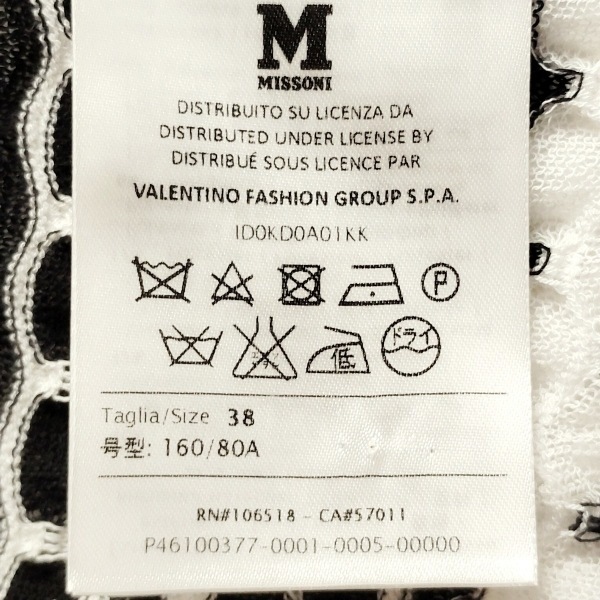 M
MISSONI
DISTRIBUITO SU LICENZA DA
DISTRIBUTED UNDER LICENSE BY
DISTRIBUÉ SOUS LICENCE PAR
VALENTINO FASHION GROUP S.P.A.
ID0KD0A01KK
P
低 ドライ
Taglia/Size 38
号型: 160/80A
RN#106518 - CA#57011
P46100377-0001-0005-00000